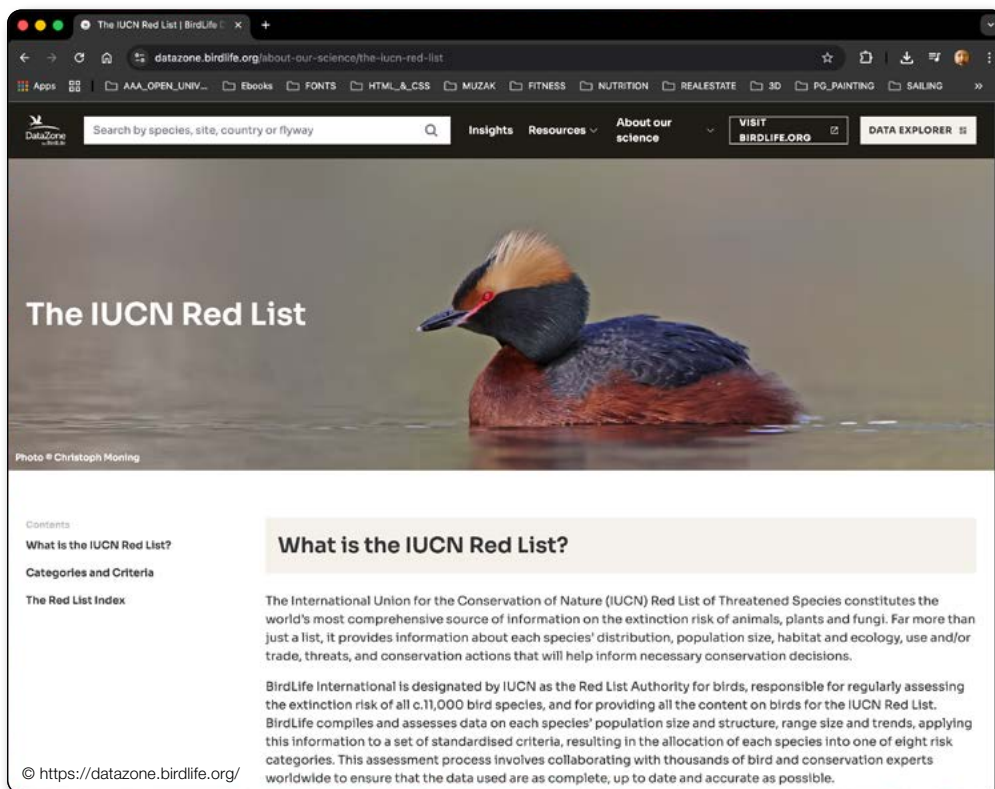 The IUCN Red List | BirdLife D
datazone.birdlife.org/about-our-science/the-iucn-red-list
Apps AAA_OPEN_UNIV... Ebooks FONTS HTML_&_CSS MUZAK FITNESS NUTRITION REALESTATE 3D PG_PAINTING SAILING »
DataZone
by BirdLife
Search by species, site, country or flyway
Insights
Resources
About our
science
VISIT
BIRDLIFE.ORG
DATA EXPLORER
The IUCN Red List
Photo © Christoph Moning
Contents
What is the IUCN Red List?
Categories and Criteria
The Red List Index
What is the IUCN Red List?
The International Union for the Conservation of Nature (IUCN) Red List of Threatened Species constitutes the
world's most comprehensive source of information on the extinction risk of animals, plants and fungi. Far more than
just a list, it provides information about each species' distribution, population size, habitat and ecology, use and/or
trade, threats, and conservation actions that will help inform necessary conservation decisions.
BirdLife International is designated by IUCN as the Red List Authority for birds, responsible for regularly assessing
the extinction risk of all c.11,000 bird species, and for providing all the content on birds for the IUCN Red List.
BirdLife compiles and assesses data on each species' population size and structure, range size and trends, applying
this information to a set of standardised criteria, resulting in the allocation of each species into one of eight risk
categories. This assessment process involves collaborating with thousands of bird and conservation experts
worldwide to ensure that the data used are as complete, up to date and accurate as possible.
© https://datazone.birdlife.org/